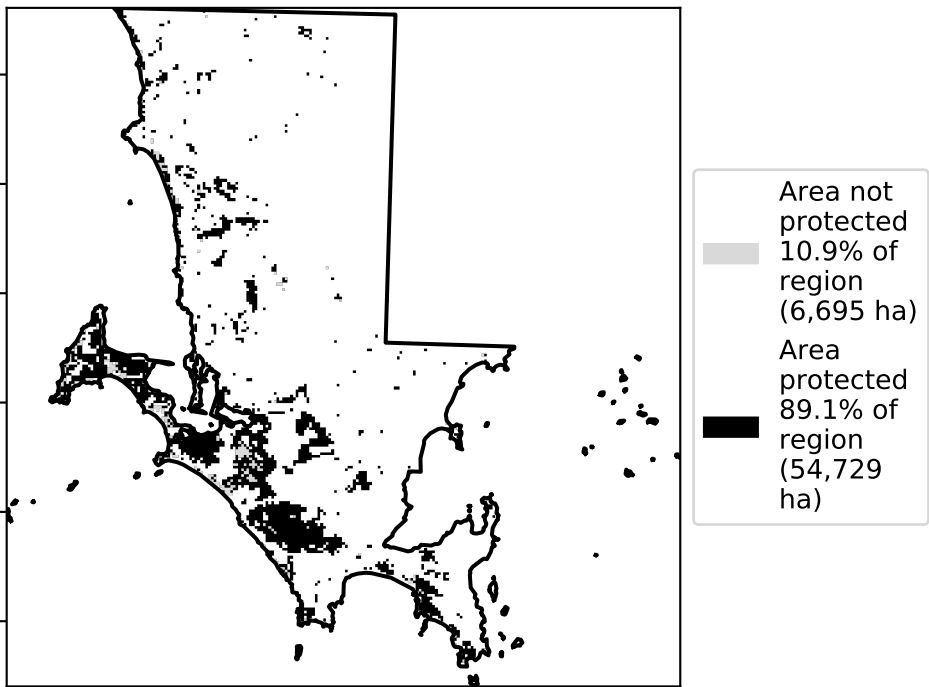 Area not
protected
10.9% of
region
(6,695 ha)
Area
protected
89.1% of
region
(54,729
ha)